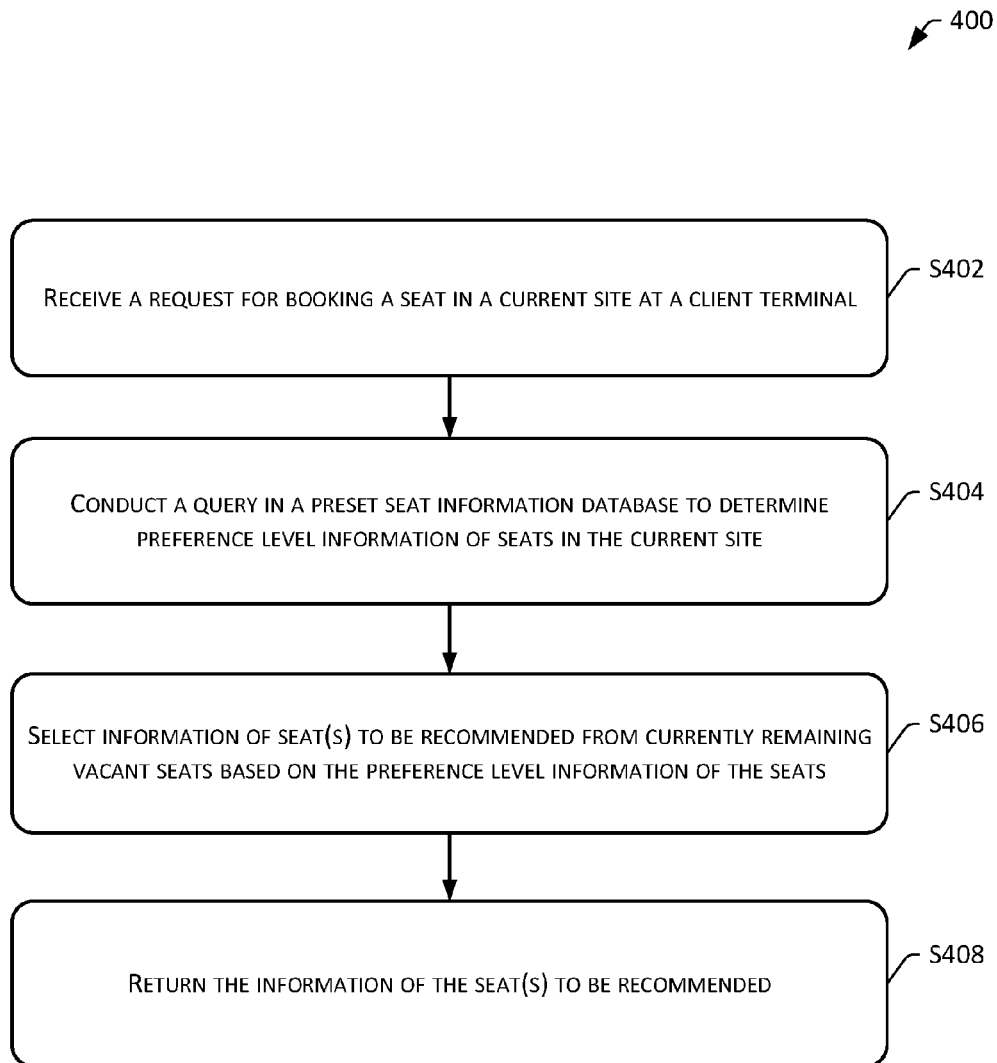 400
RECEIVE A REQUEST FOR BOOKING A SEAT IN A CURRENT SITE AT A CLIENT TERMINAL
S402
CONDUCT A QUERY IN A PRESET SEAT INFORMATION DATABASE TO DETERMINE
PREFERENCE LEVEL INFORMATION OF SEATS IN THE CURRENT SITE
S404
SELECT INFORMATION OF SEAT(S) TO BE RECOMMENDED FROM CURRENTLY REMAINING
VACANT SEATS BASED ON THE PREFERENCE LEVEL INFORMATION OF THE SEATS
S406
RETURN THE INFORMATION OF THE SEAT(S) TO BE RECOMMENDED
S408